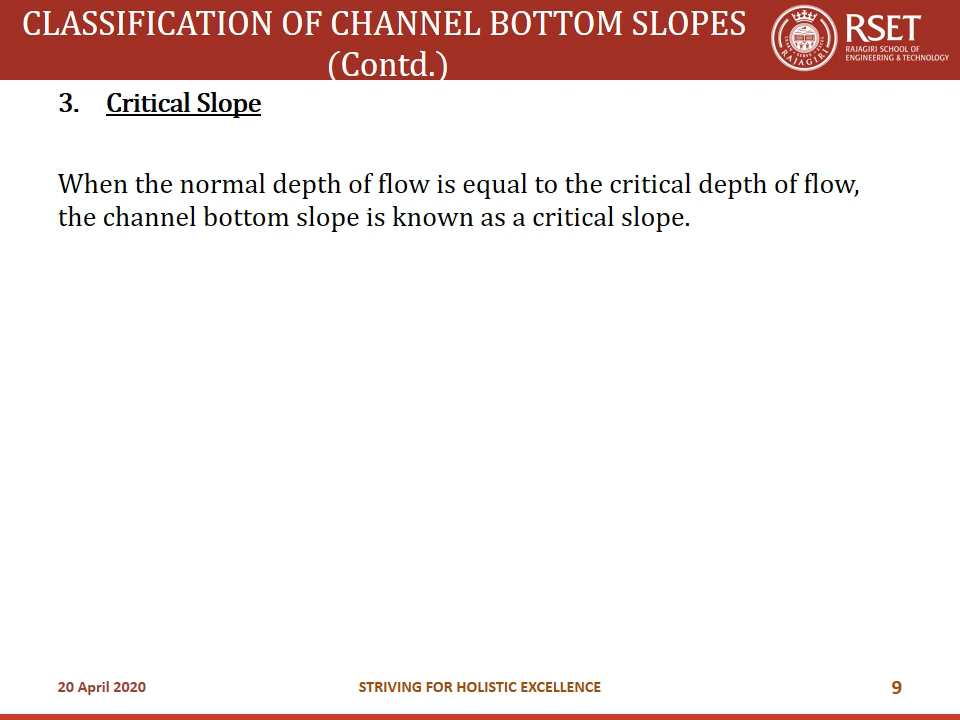 CLASSIFICATION OF CHANNEL BOTTOM SLOPES
(Contd.)
RSET
RAJAGIRI SCHOOL OF
ENGINEERING & TECHNOLOGY
RAJAGIRI
3. Critical Slope
When the normal depth of flow is equal to the critical depth of flow,
the channel bottom slope is known as a critical slope.
20 April 2020
STRIVING FOR HOLISTIC EXCELLENCE
9